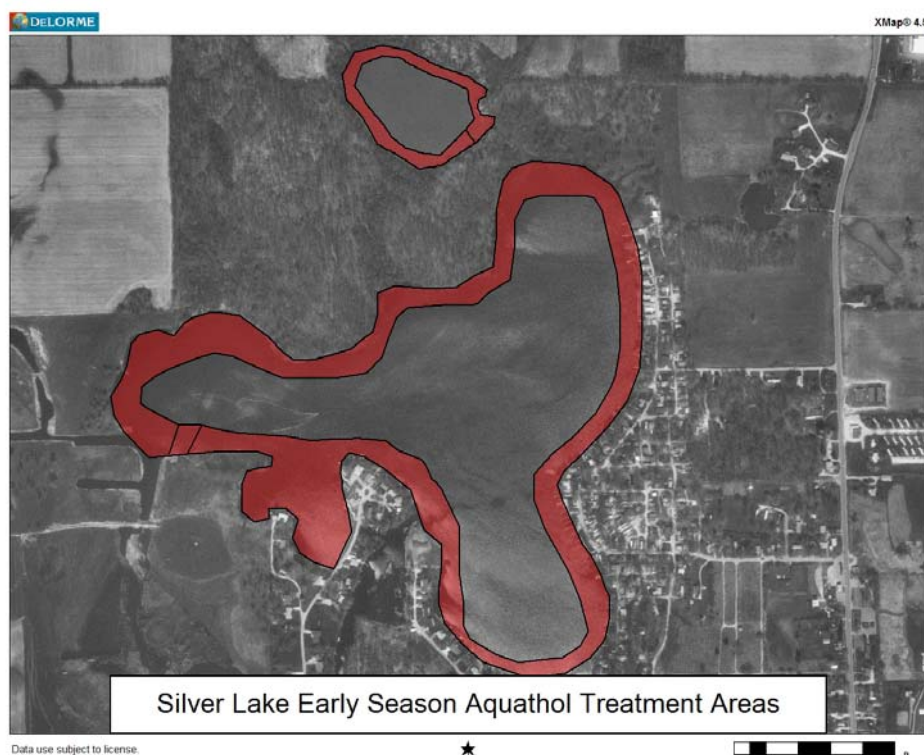 DELORME
XMap® 4.
Silver Lake Early Season Aquathol Treatment Areas
Data use subject to license.